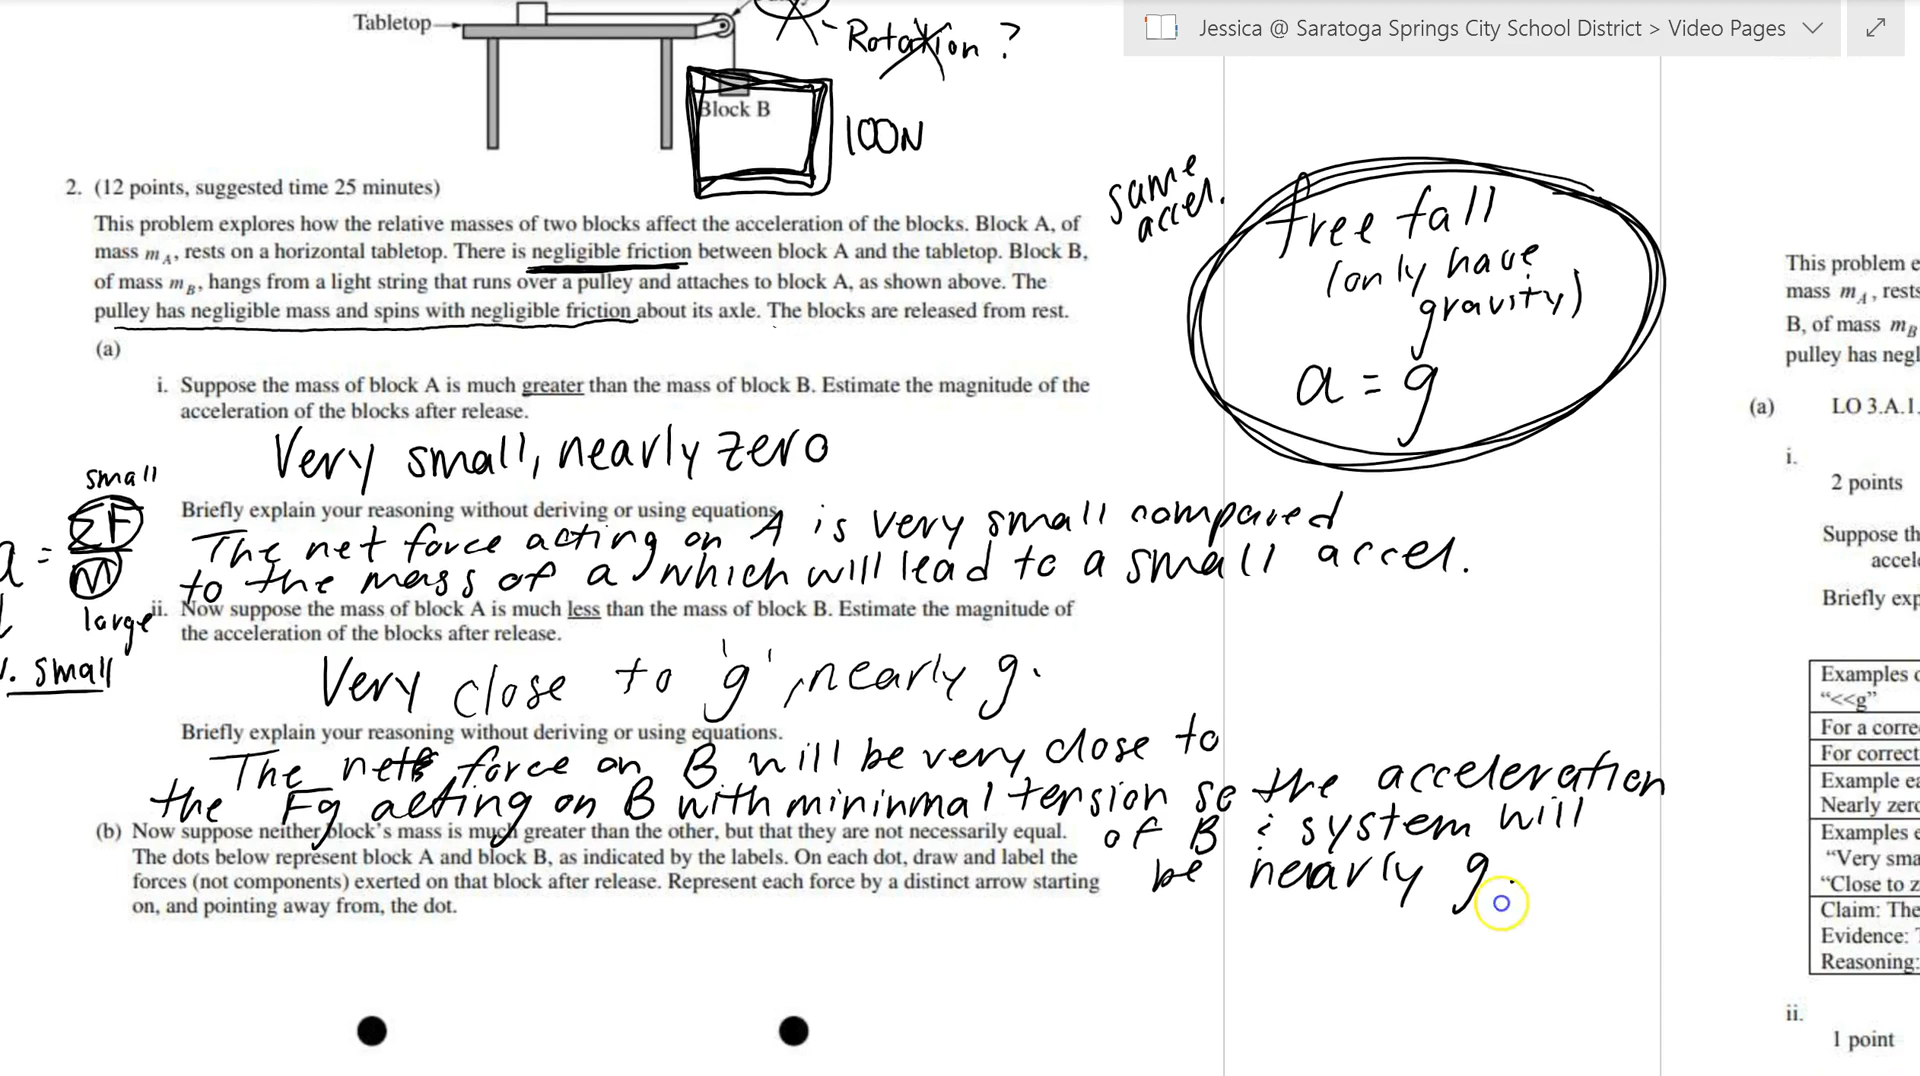 Tabletop
Rotation ?
Jessica @ Saratoga Springs City School District > Video Pages
Block B
100N
2. (12 points, suggested time 25 minutes)
This problem explores how the relative masses of two blocks affect the acceleration of the blocks. Block A, of
mass m A, rests on a horizontal tabletop. There is negligible friction between block A and the tabletop. Block B,
of mass m B, hangs from a light string that runs over a pulley and attaches to block A, as shown above. The
pulley has negligible mass and spins with negligible friction about its axle. The blocks are released from rest.
same
accel.
free fall
(only have
gravity)
a = g
(a)
i. Suppose the mass of block A is much greater than the mass of block B. Estimate the magnitude of the
acceleration of the blocks after release.
Very small, nearly zero
small
a = ΣF
M
large
v. small
Briefly explain your reasoning without deriving or using equations.
The net force acting on A is very small compared
to the mass of a which will lead to a small accel.
ii. Now suppose the mass of block A is much less than the mass of block B. Estimate the magnitude of
the acceleration of the blocks after release.
Very close to 'g', nearly g.
Briefly explain your reasoning without deriving or using equations.
The net force on B will be very close to
the Fg acting on B with mininmal tension so the acceleration
of B & system will
be nearly g.
(b) Now suppose neither block's mass is much greater than the other, but that they are not necessarily equal.
The dots below represent block A and block B, as indicated by the labels. On each dot, draw and label the
forces (not components) exerted on that block after release. Represent each force by a distinct arrow starting
on, and pointing away from, the dot.
This problem e
mass m A, rests
B, of mass m B
pulley has negl
(a) LO 3.A.1.
i.
2 points
Suppose th
accel
Briefly exp
Examples o
"<<g"
For a corre
For correct
Example ea
Nearly zero
Examples e
"Very sma
"Close to z
Claim: The
Evidence: T
Reasoning:
ii.
1 point